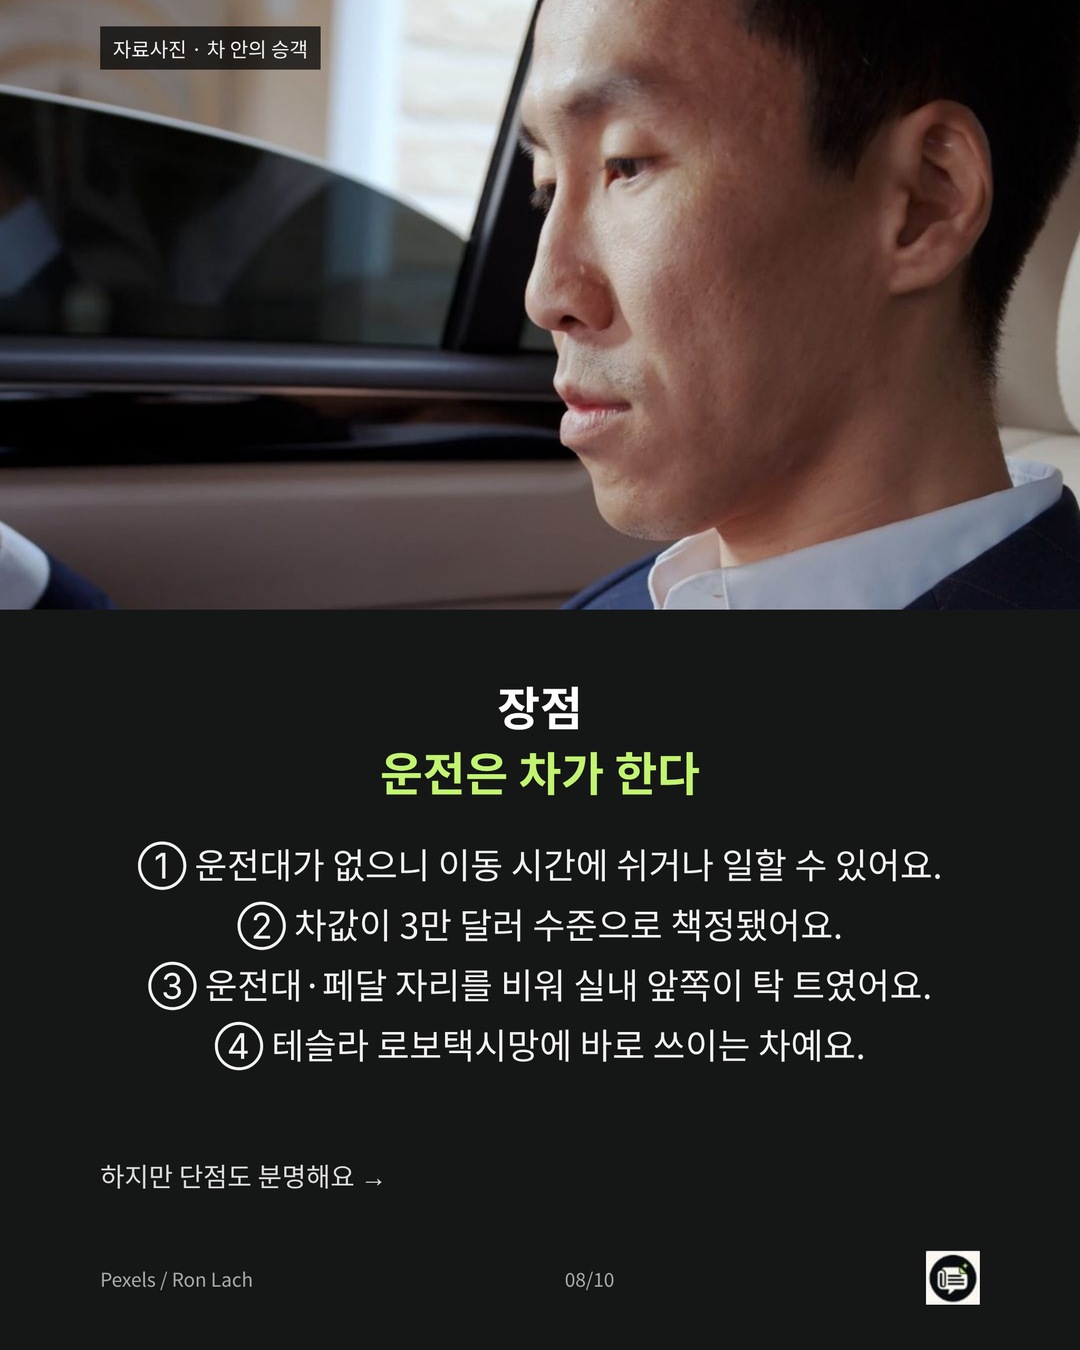 자료사진 · 차 안의 승객
장점
운전은 차가 한다
① 운전대가 없으니 이동 시간에 쉬거나 일할 수 있어요.
② 차값이 3만 달러 수준으로 책정됐어요.
③ 운전대·페달 자리를 비워 실내 앞쪽이 탁 트였어요.
④ 테슬라 로보택시망에 바로 쓰이는 차예요.
하지만 단점도 분명해요 →
Pexels / Ron Lach
08/10